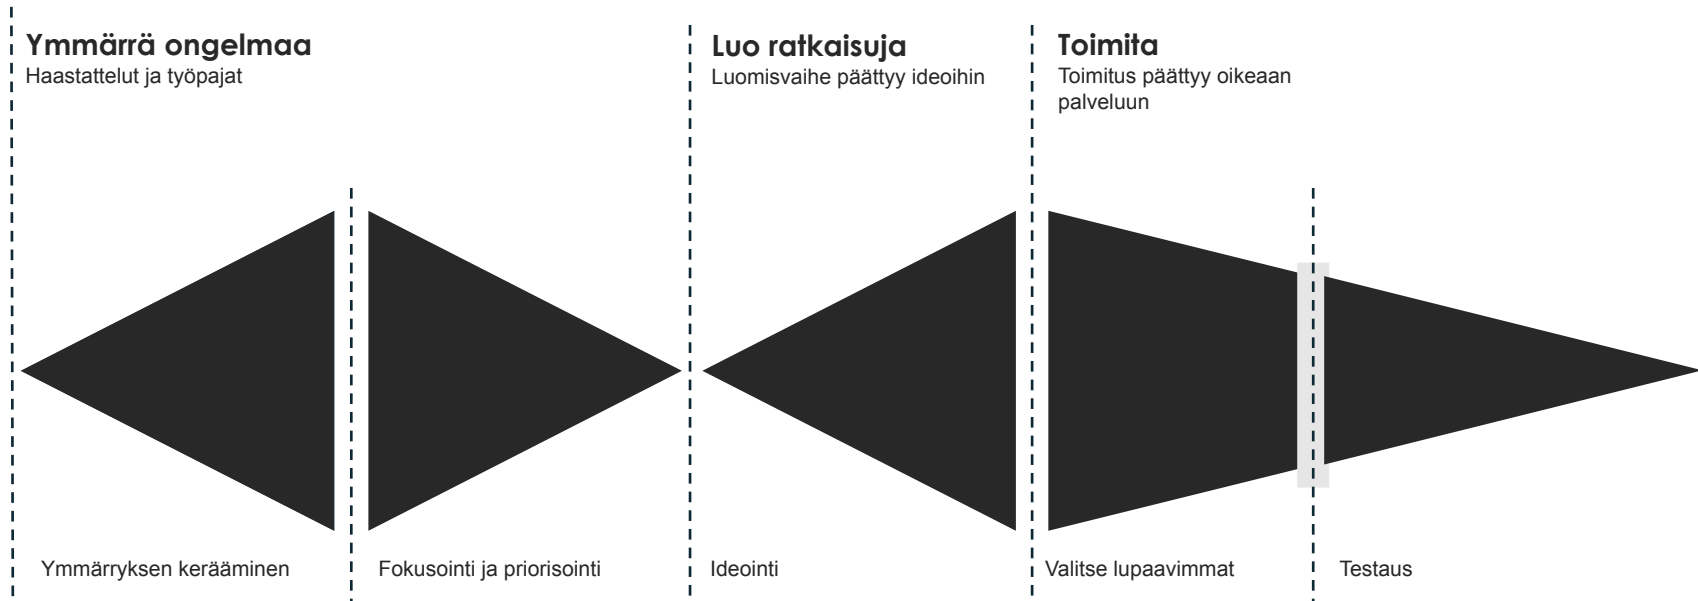 Ymmärrä ongelmaa
Haastattelut ja työpajat
Luo ratkaisuja
Luomisvaihe päättyy ideoihin
Toimita
Toimitus päättyy oikeaan
palveluun
Ymmärryksen kerääminen
Fokusointi ja priorisointi
Ideointi
Valitse lupaavimmat
Testaus